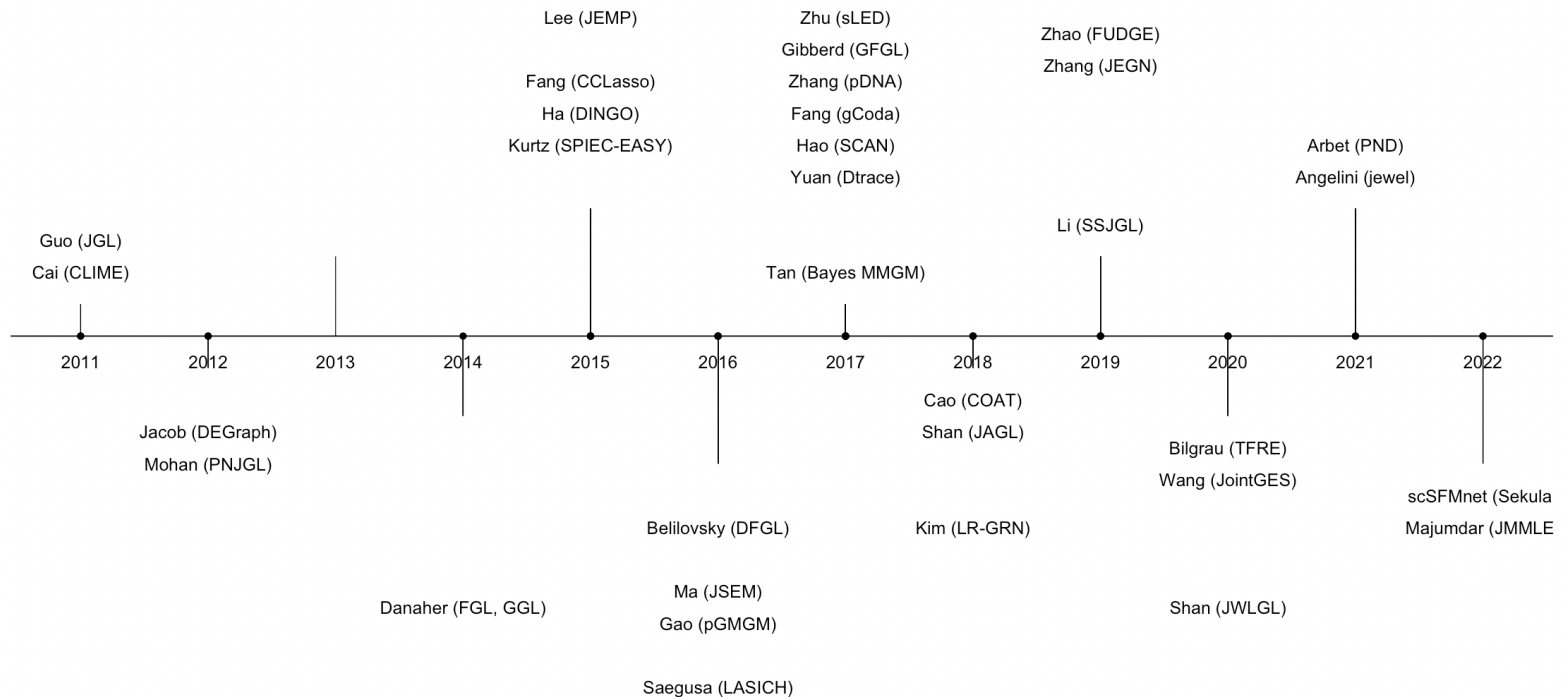 Lee (JEMP)
Fang (CCLasso)
Ha (DINGO)
Kurtz (SPIEC-EASY)
Zhu (sLED)
Gibberd (GFGL)
Zhang (pDNA)
Fang (gCoda)
Hao (SCAN)
Yuan (Dtrace)
Zhao (FUDGE)
Zhang (JEGN)
Arbet (PND)
Angelini (jewel)
Guo (JGL)
Cai (CLIME)
Tan (Bayes MMGM)
Li (SSJGL)
2011
2012
2013
2014
2015
2016
2017
2018
2019
2020
2021
2022
Jacob (DEGraph)
Mohan (PNJGL)
Danaher (FGL, GGL)
Belilovsky (DFGL)
Ma (JSEM)
Gao (pGMGM)
Saegusa (LASICH)
Cao (COAT)
Shan (JAGL)
Kim (LR-GRN)
Bilgrau (TFRE)
Wang (JointGES)
Shan (JWLGL)
scSFMnet (Sekula
Majumdar (JMMLE